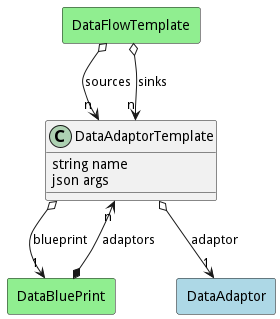 DataFlowTemplate
sources
sinks
n
n
C DataAdaptorTemplate
string name
json args
n
blueprint
adaptors
adaptor
1
1
DataBluePrint
DataAdaptor